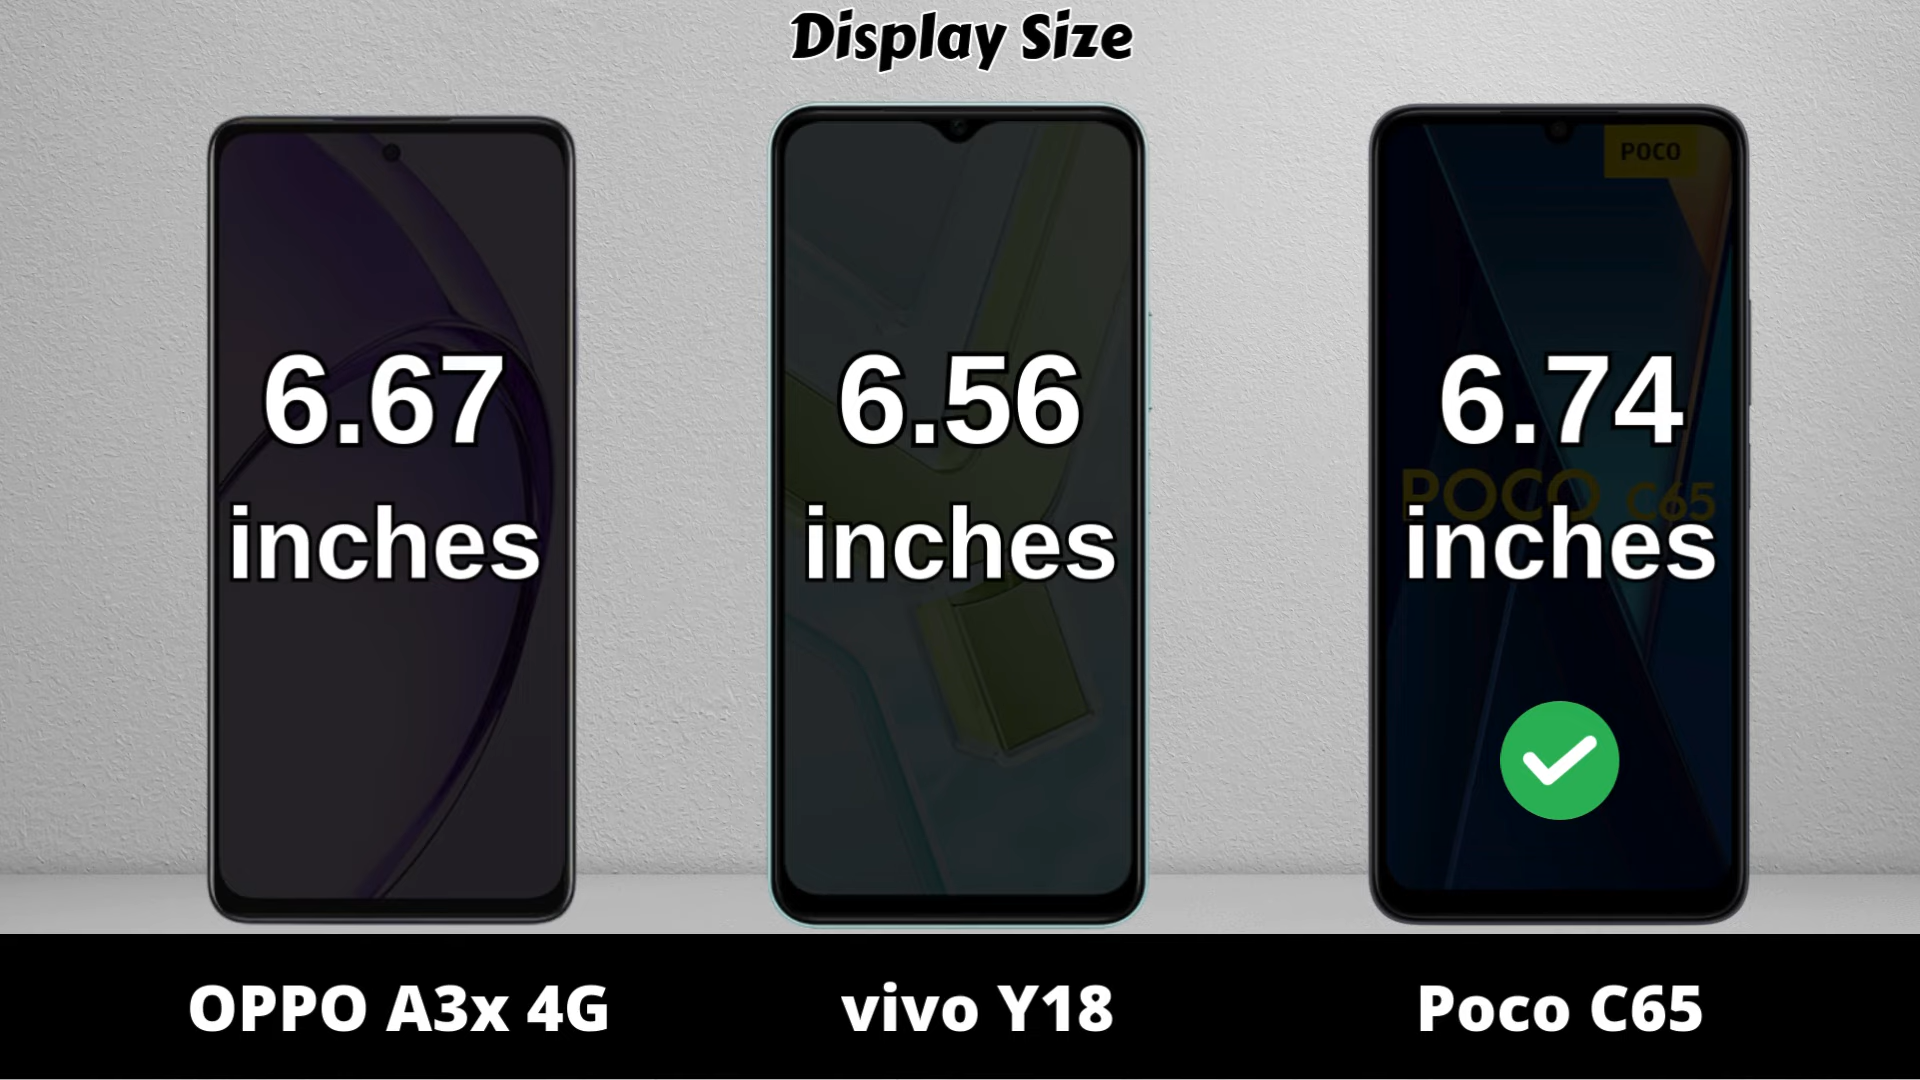 Display Size
POCO
6.67
inches
6.56
inches
6.74
POCO C65
inches
OPPO A3x 4G
vivo Y18
Poco C65